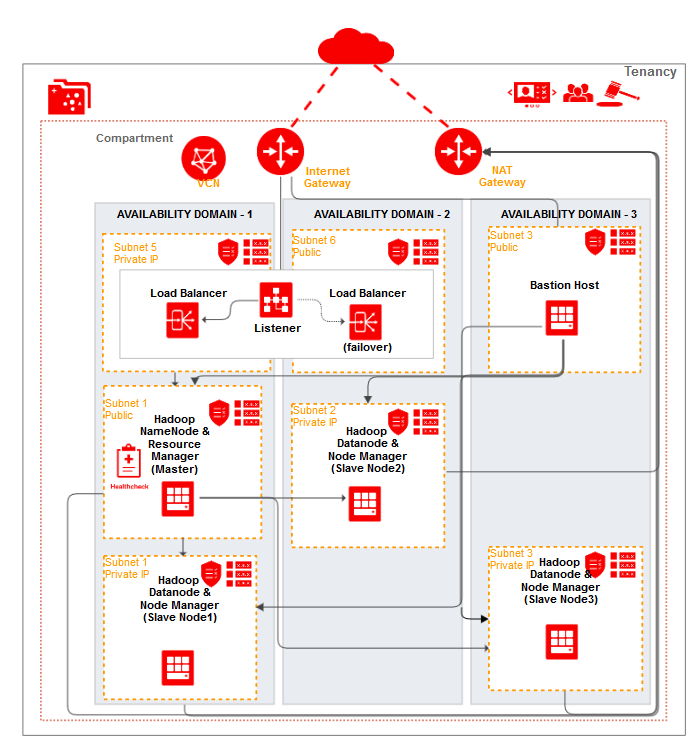 Tenancy
Compartment
VCN
Internet
Gateway
NAT
Gateway
AVAILABILITY DOMAIN - 1
AVAILABILITY DOMAIN - 2
AVAILABILITY DOMAIN - 3
Subnet 5
Private IP
Subnet 6
Public
Subnet 3
Public
Load Balancer
Listener
Load Balancer
(failover)
Bastion Host
Subnet 1
Public
Hadoop
NameNode &
Resource
Manager
(Master)
Healthcheck
Subnet 2
Private IP
Hadoop
Datanode &
Node Manager
(Slave Node2)
Subnet 1
Private IP
Hadoop
Datanode &
Node Manager
(Slave Node1)
Subnet 3
Private IP
Hadoop
Datanode &
Node Manager
(Slave Node3)